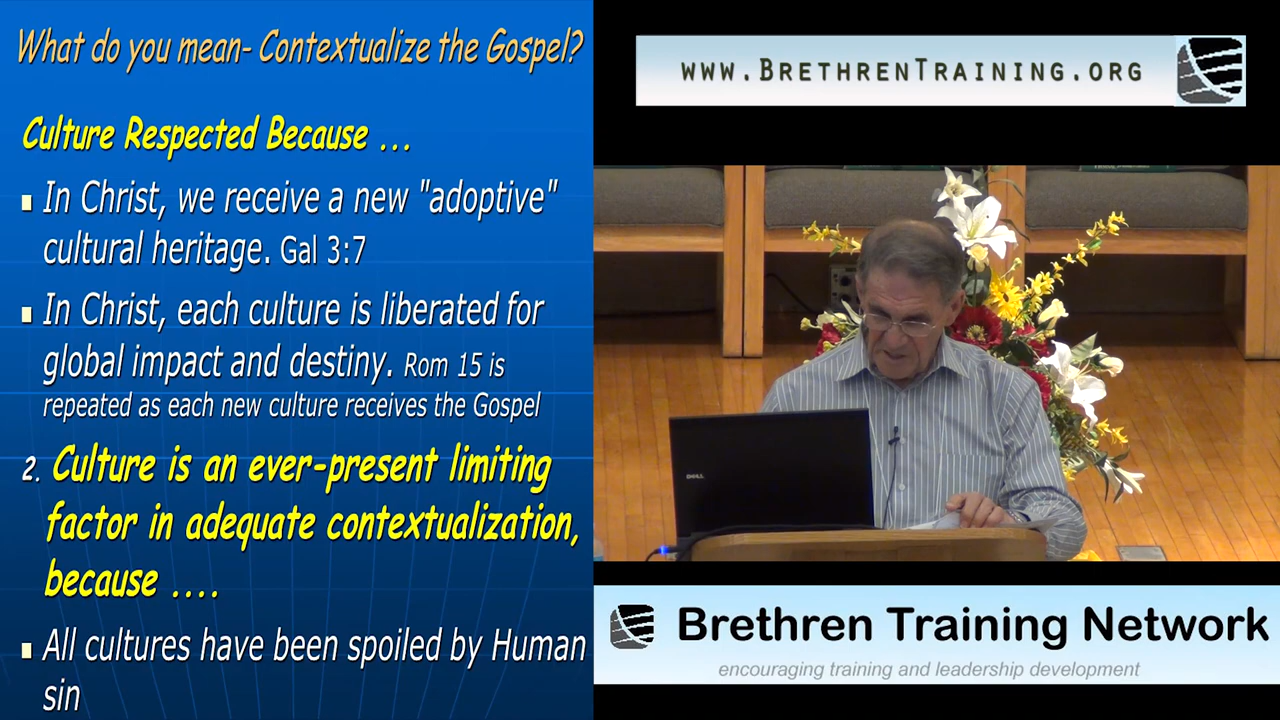 What do you mean- Contextualize the Gospel?
Culture Respected Because ...
In Christ, we receive a new "adoptive"
cultural heritage. Gal 3:7
In Christ, each culture is liberated for
global impact and destiny. Rom 15 is
repeated as each new culture receives the Gospel
2. Culture is an ever-present limiting
factor in adequate contextualization,
because ....
All cultures have been spoiled by Human
sin
www.BrethrenTraining.org
DELL
Brethren Training Network
encouraging training and leadership development